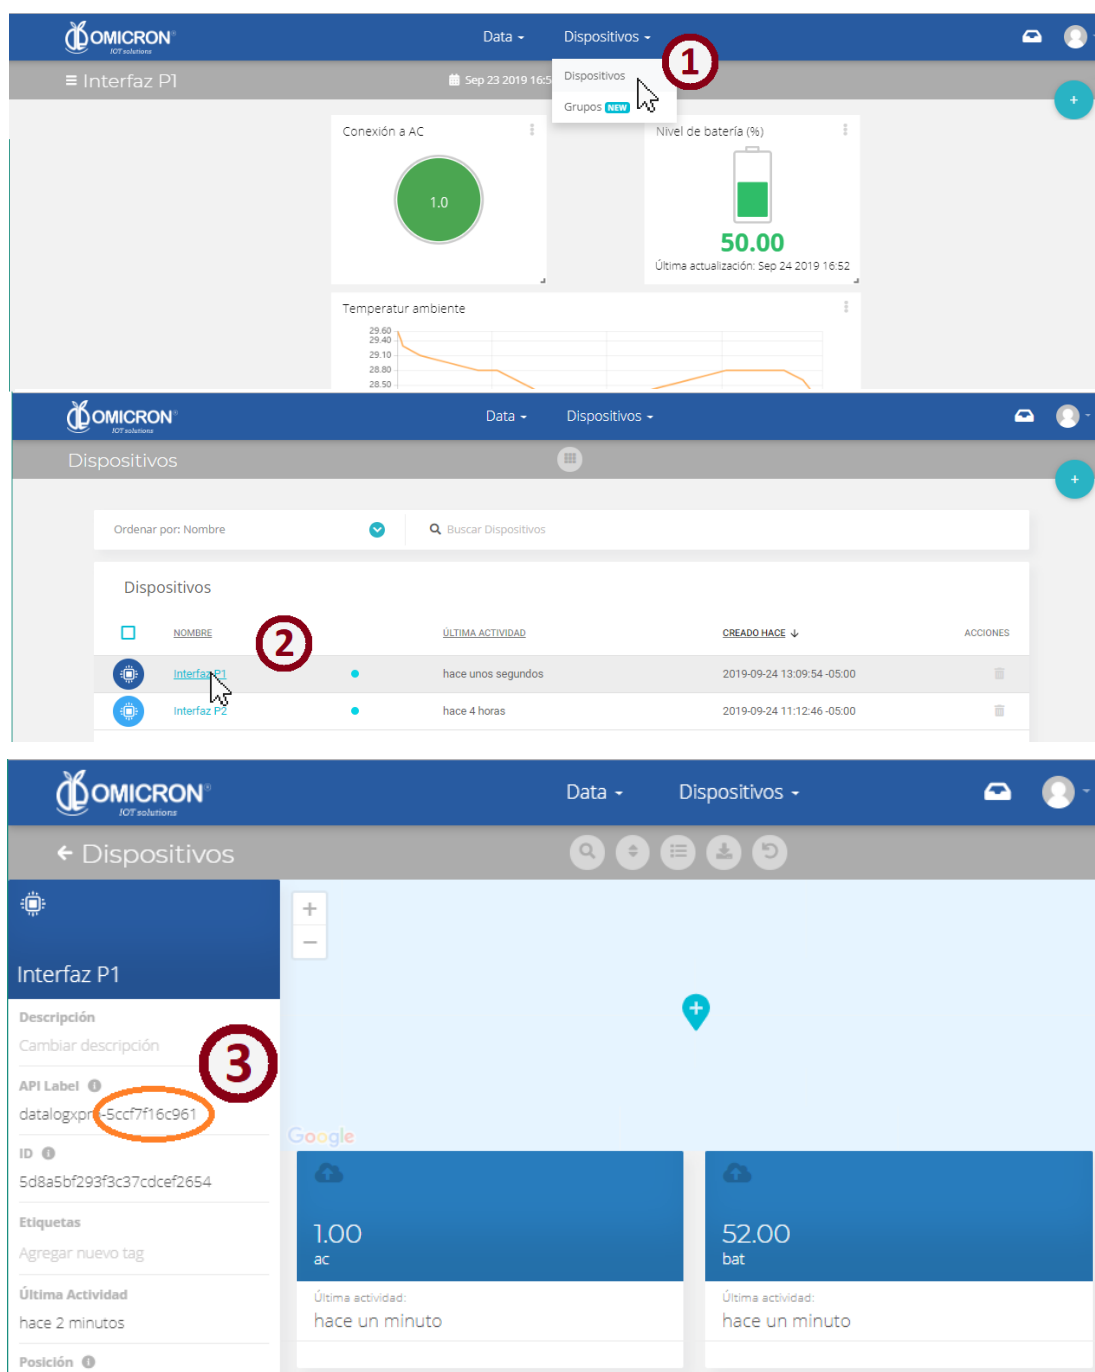 OMICRON®
IOT solutions
Data
Dispositivos
1
Interfaz P1
Sep 23 2019 16:5
Dispositivos
Grupos NEW
+
Conexión a AC
1.0
Nivel de batería (%)
50.00
Última actualización: Sep 24 2019 16:52
Temperatur ambiente
29.60
29.40
29.10
28.80
28.50
OMICRON®
IOT solutions
Data
Dispositivos
Dispositivos
+
Ordenar por: Nombre
Buscar Dispositivos
Dispositivos
2
NOMBRE
ÚLTIMA ACTIVIDAD
CREADO HACE
ACCIONES
Interfaz P1
hace unos segundos
2019-09-24 13:09:54 -05:00
Interfaz P2
hace 4 horas
2019-09-24 11:12:46 -05:00
OMICRON®
IOT solutions
Data
Dispositivos
Dispositivos
+
−
Interfaz P1
Descripción
Cambiar descripción
3
API Label
datalogxpro-5ccf7f16c961
Google
ID
5d8a5bf293f3c37cdcef2654
Etiquetas
Agregar nuevo tag
Última Actividad
hace 2 minutos
Posición
1.00
ac
Última actividad:
hace un minuto
52.00
bat
Última actividad:
hace un minuto